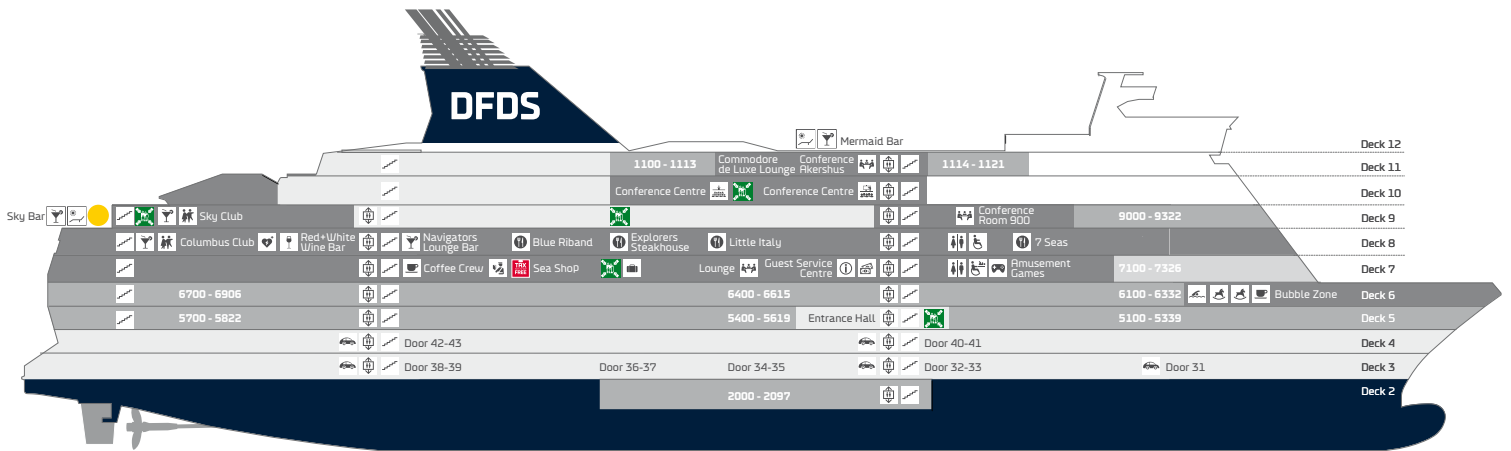 DFDS
Mermaid Bar
Deck 12
1100 - 1113
Commodore
de Luxe Lounge
Conference
Akershus
1114 - 1121
Deck 11
Conference Centre
Conference Centre
Deck 10
Sky Bar
Sky Club
Conference
Room 900
9000 - 9322
Deck 9
Columbus Club
Red+White
Wine Bar
Navigators
Lounge Bar
Blue Riband
Explorers
Steakhouse
Little Italy
7 Seas
Deck 8
Coffee Crew
TAX
FREE
Sea Shop
Lounge
Guest Service
Centre
Amusement
Games
7100 - 7326
Deck 7
6700 - 6906
6400 - 6615
6100 - 6332
Bubble Zone
Deck 6
5700 - 5822
5400 - 5619
Entrance Hall
5100 - 5339
Deck 5
Door 42-43
Door 40-41
Deck 4
Door 38-39
Door 36-37
Door 34-35
Door 32-33
Door 31
Deck 3
2000 - 2097
Deck 2